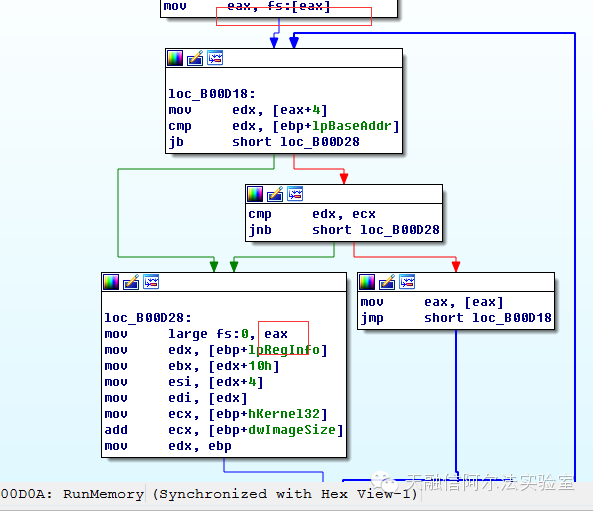 mov     eax, fs:[eax]
loc_B00D18:
mov     edx, [eax+4]
cmp     edx, [ebp+lpBaseAddr]
jb      short loc_B00D28
cmp     edx, ecx
jnb     short loc_B00D28
loc_B00D28:
mov     large fs:0, eax
mov     edx, [ebp+lpRegInfo]
mov     ebx, [edx+10h]
mov     esi, [edx+4]
mov     edi, [edx]
mov     ecx, [ebp+hKernel32]
add     ecx, [ebp+dwImageSize]
mov     edx, ebp
mov     eax, [eax]
jmp     short loc_B00D18
天融信阿尔法实验室
00D0A: RunMemory (Synchronized with Hex View-1)